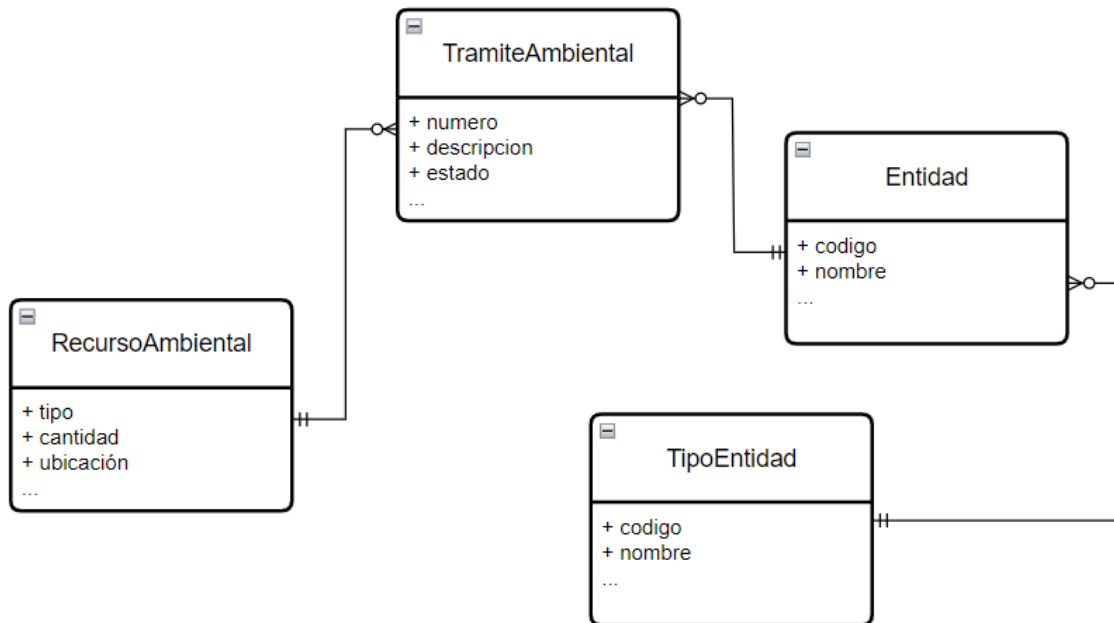 TramiteAmbiental
+ numero
+ descripcion
+ estado
...
Entidad
+ codigo
+ nombre
...
RecursoAmbiental
+ tipo
+ cantidad
+ ubicación
...
TipoEntidad
+ codigo
+ nombre
...